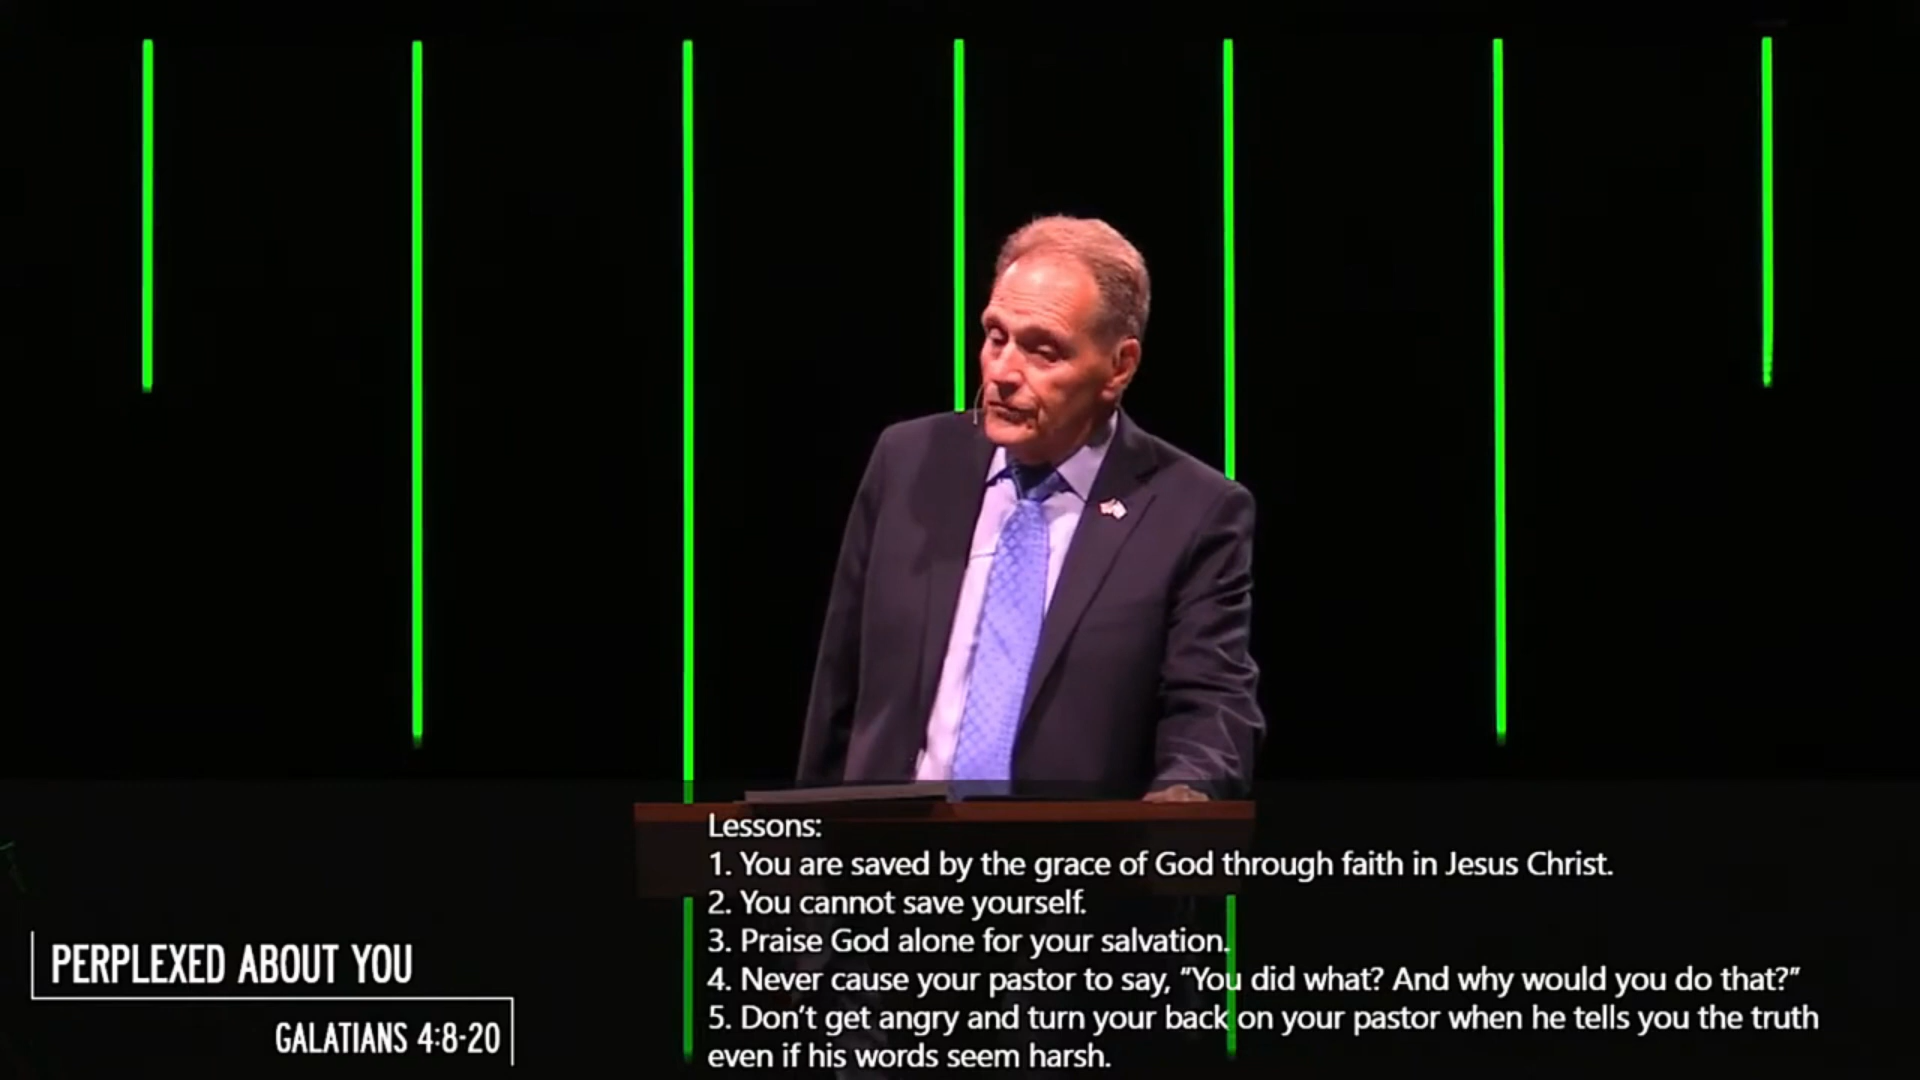 Lessons:
1. You are saved by the grace of God through faith in Jesus Christ.
2. You cannot save yourself.
3. Praise God alone for your salvation.
4. Never cause your pastor to say, “You did what? And why would you do that?”
5. Don’t get angry and turn your back on your pastor when he tells you the truth
even if his words seem harsh.
PERPLEXED ABOUT YOU
GALATIANS 4:8-20